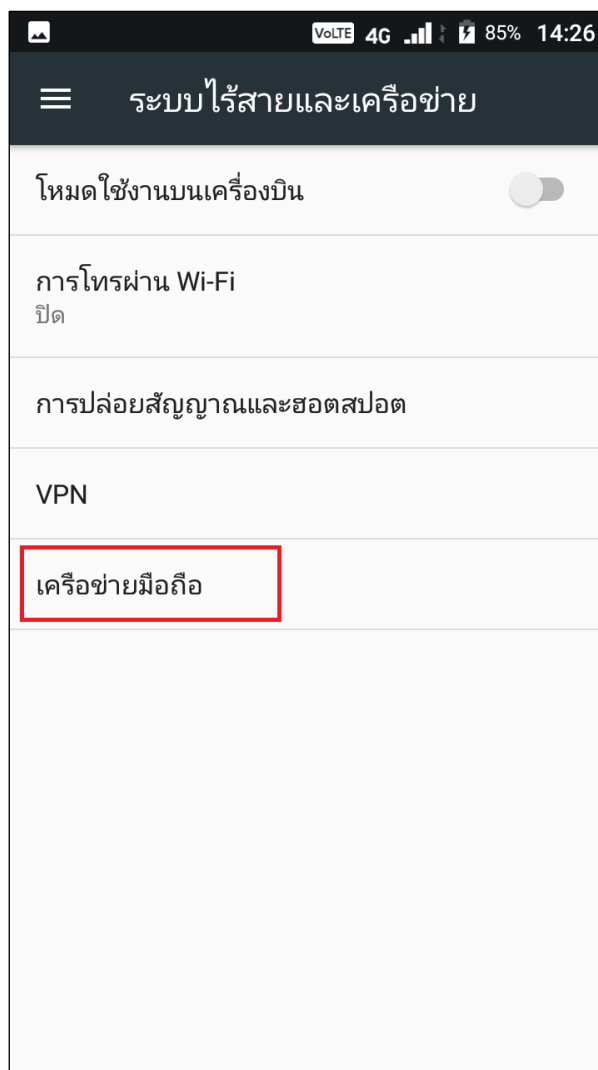 VoLTE 4G 85% 14:26
ระบบไร้สายและเครือข่าย
โหมดใช้งานบนเครื่องบิน
การโทรผ่าน Wi-Fi
ปิด
การปล่อยสัญญาณและฮอตสปอต
VPN
เครือข่ายมือถือ